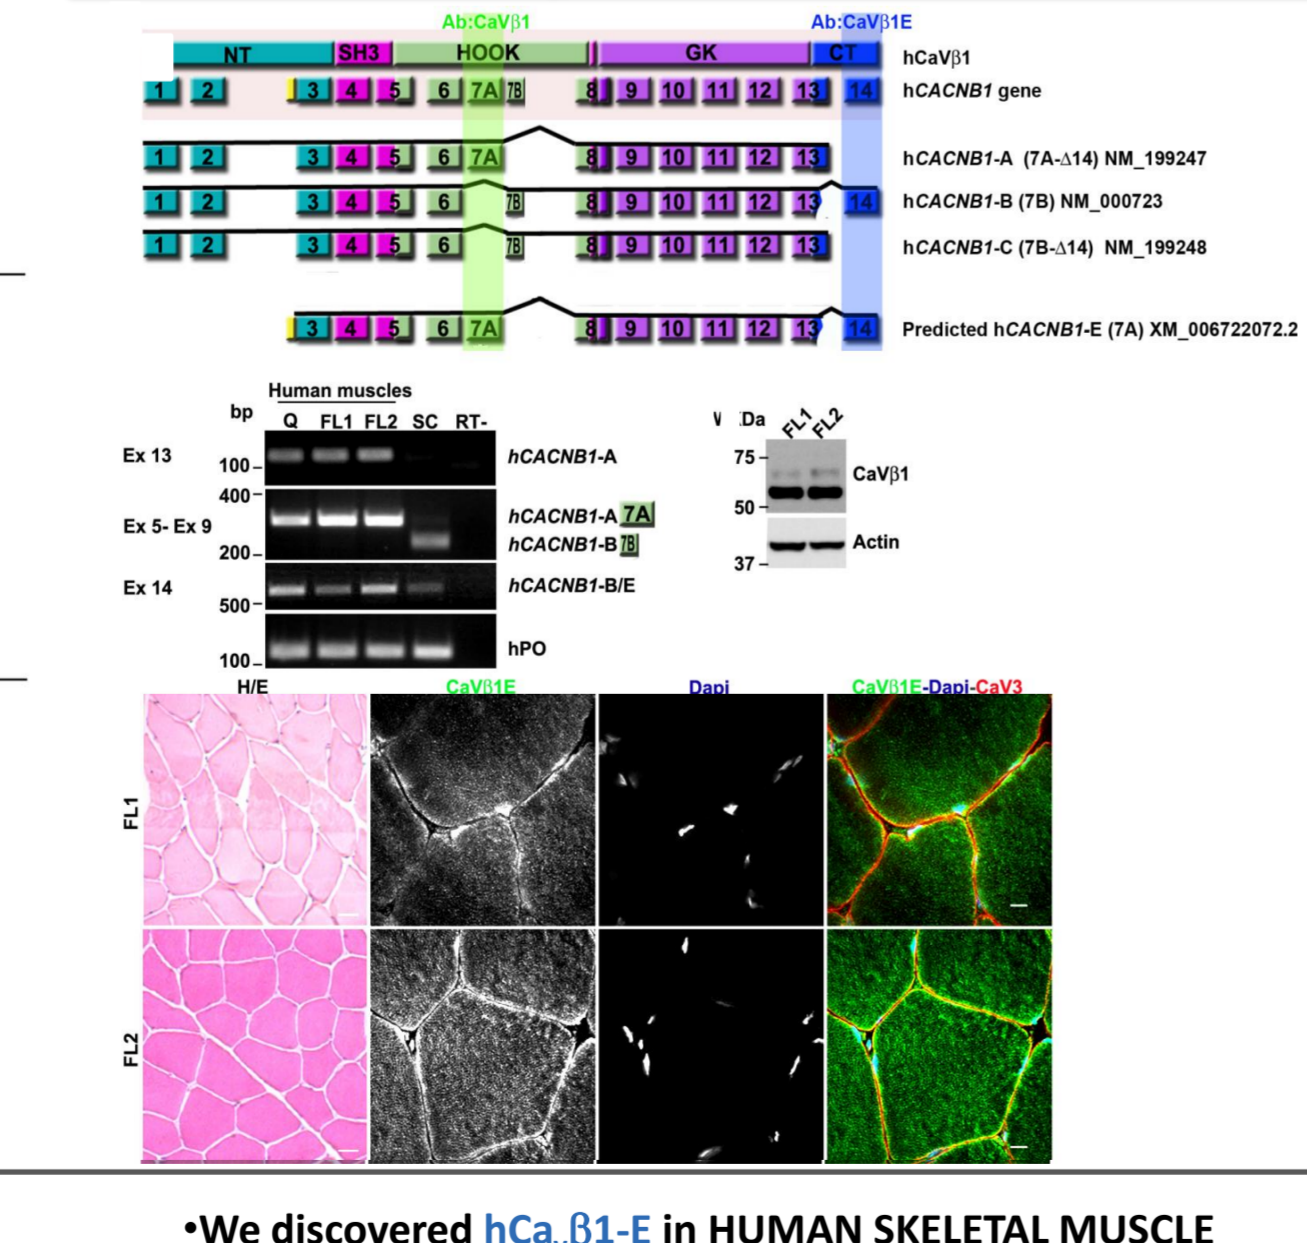 Ab:CaVβ1 Ab:CaVβ1E
NT SH3 HOOK GK CT hCaVβ1
1 2 3 4 5 6 7A 7B 8 9 10 11 12 13 14 hCACNB1 gene
1 2 3 4 5 6 7A 8 9 10 11 12 13 hCACNB1-A (7A-Δ14) NM_199247
1 2 3 4 5 6 7B 8 9 10 11 12 13 14 hCACNB1-B (7B) NM_000723
1 2 3 4 5 6 7B 8 9 10 11 12 13 hCACNB1-C (7B-Δ14) NM_199248
3 4 5 6 7A 8 9 10 11 12 13 14 Predicted hCACNB1-E (7A) XM_006722072.2
Human muscles
bp Q FL1 FL2 SC RT-
Ex 13 100 hCACNB1-A
400
Ex 5- Ex 9 hCACNB1-A 7A
200 hCACNB1-B 7B
Ex 14 500 hCACNB1-B/E
100 hPO
Da FL1 FL2
75 CaVβ1
50
Actin
37
H/E CaVβ1E Dapi CaVβ1E-Dapi-CaV3
FL1
FL2
•We discovered hCaᵥβ1-E in HUMAN SKELETAL MUSCLE